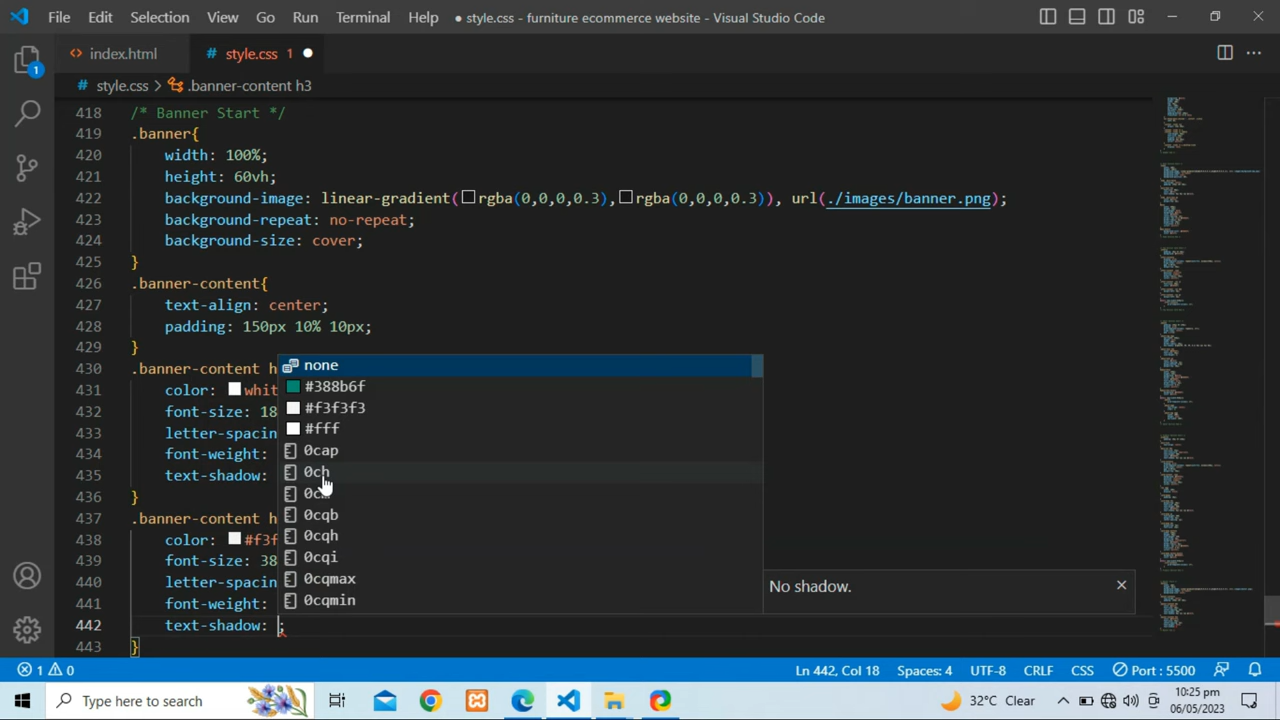 File Edit Selection View Go Run Terminal Help ● style.css - furniture ecommerce website - Visual Studio Code
index.html # style.css 1
# style.css > .banner-content h3
418 /* Banner Start */
419 .banner{
420 width: 100%;
421 height: 60vh;
422 background-image: linear-gradient(rgba(0,0,0,0.3),rgba(0,0,0,0.3)), url(./images/banner.png);
423 background-repeat: no-repeat;
424 background-size: cover;
425 }
426 .banner-content{
427 text-align: center;
428 padding: 150px 10% 10px;
429 }
430 .banner-content h
431 color: whit
432 font-size: 18
433 letter-spacin
434 font-weight:
435 text-shadow:
436 }
437 .banner-content h
438 color: #f3f
439 font-size: 38
440 letter-spacin
441 font-weight:
442 text-shadow: ;
443 }
none
#388b6f
#f3f3f3
#fff
0cap
0ch
0cqb
0cqh
0cqi
0cqmax
0cqmin
No shadow.
1
1 0 Ln 442, Col 18 Spaces: 4 UTF-8 CRLF CSS Port : 5500
Type here to search 32°C Clear 10:25 pm
06/05/2023